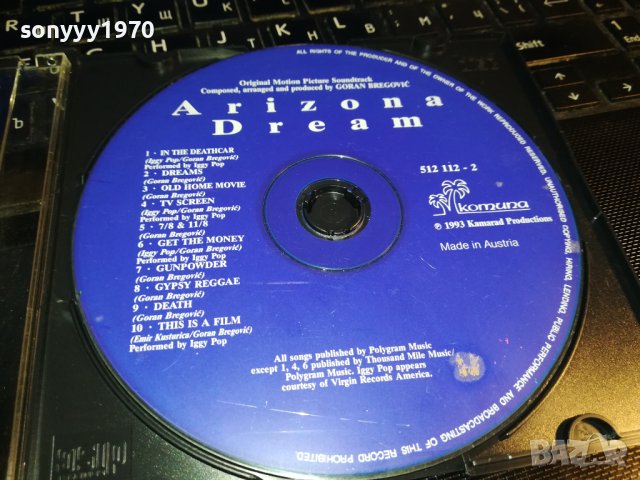 sonyyy1970
ALL RIGHTS OF THE PRODUCER AND OF THE OWNER OF THE WORK REPRODUCED RESERVED. UNAUTHORISED COPYING, HIRING, LENDING, PUBLIC PERFORMANCE AND BROADCASTING OF THIS RECORD PROHIBITED.
Original Motion Picture Soundtrack
Composed, arranged and produced by GORAN BREGOVIĆ
Arizona
Dream
1 · IN THE DEATHCAR
(Iggy Pop/Goran Bregović)
Performed by Iggy Pop
2 · DREAMS
(Goran Bregović)
3 · OLD HOME MOVIE
(Goran Bregović)
4 · TV SCREEN
(Iggy Pop/Goran Bregović)
Performed by Iggy Pop
5 · 7/8 & 11/8
(Goran Bregović)
6 · GET THE MONEY
(Iggy Pop/Goran Bregović)
Performed by Iggy Pop
7 · GUNPOWDER
(Goran Bregović)
8 · GYPSY REGGAE
(Goran Bregović)
9 · DEATH
(Goran Bregović)
10 · THIS IS A FILM
(Emir Kusturica/Goran Bregović)
Performed by Iggy Pop
512 112 - 2
komuna
℗ 1993 Kamarad Productions
Made in Austria
All songs published by Polygram Music
except 1, 4, 6 published by Thousand Mile Music/
Polygram Music. Iggy Pop appears
courtesy of Virgin Records America.
Shift
BAZAR